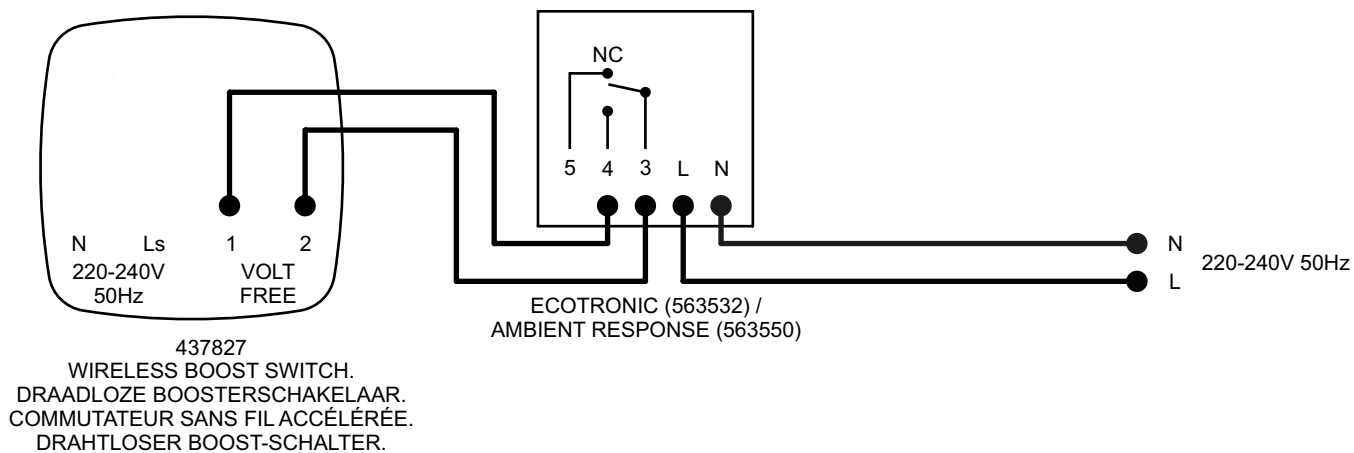 NC
5 4 3 L N
N Ls 1 2
220-240V VOLT
50Hz FREE
N
220-240V 50Hz
L
ECOTRONIC (563532) /
AMBIENT RESPONSE (563550)
437827
WIRELESS BOOST SWITCH.
DRAADLOZE BOOSTERSCHAKELAAR.
COMMUTATEUR SANS FIL ACCÉLÉRÉE.
DRAHTLOSER BOOST-SCHALTER.